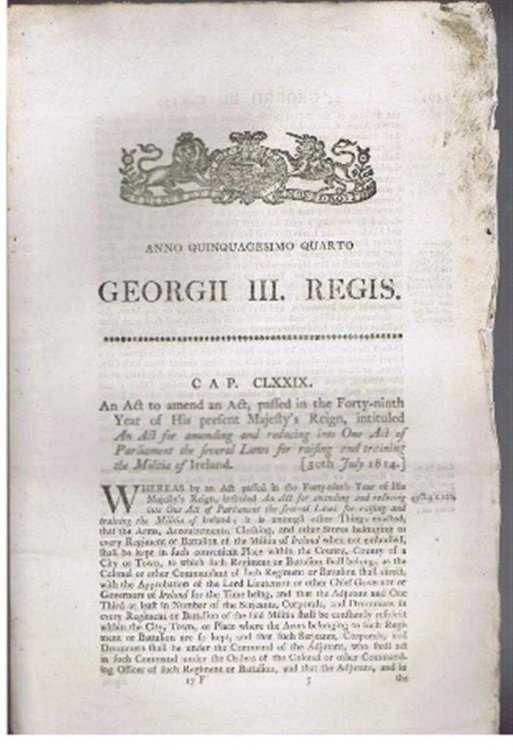 ANNO QUINQUAGESIMO QUARTO
GEORGII III. REGIS.
CAP. CLXXIX.
An Act to amend an Act, passed in the Forty-ninth
Year of His present Majesty's Reign, intituled
An Act for amending and reducing into One Act of
Parliament the several Laws for raising and training
the Militia of Ireland. [30th July 1814.]
WHEREAS by an Act passed in the Forty-ninth Year of His
Majesty's Reign, intituled An Act for amending and reducing
into One Act of Parliament the several Laws for raising and
training the Militia of Ireland, it is amongst other Things enacted,
that the Arms, Accoutrements, Clothing, and other Stores belonging to
every Regiment or Battalion of the Militia of Ireland when not embodied,
shall be kept in such convenient Place within the County, County of a
City or Town, to which such Regiment or Battalion shall belong, as the
Colonel or other Commandant of such Regiment or Battalion shall direct,
with the Approbation of the Lord Lieutenant or other Chief Governor or
Governors of Ireland for the Time being, and that the Adjutant and One
Third at least in Number of the Serjeants, Corporals, and Drummers in
every Regiment or Battalion of the said Militia shall be constantly resident
within the City, Town, or Place where the Arms belonging to such Regi-
ment or Battalion are so kept, and that such Serjeants, Corporals, and
Drummers shall be under the Command of the Adjutant, who shall act
in such Command under the Orders of the Colonel or other Command-
ing Officer of such Regiment or Battalion, and that the Adjutant, and in
17 F 5 the